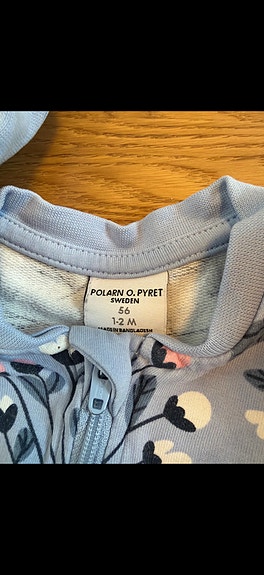 POLARN O. PYRET
SWEDEN
56
1-2 M
MADE IN BANGLADESH